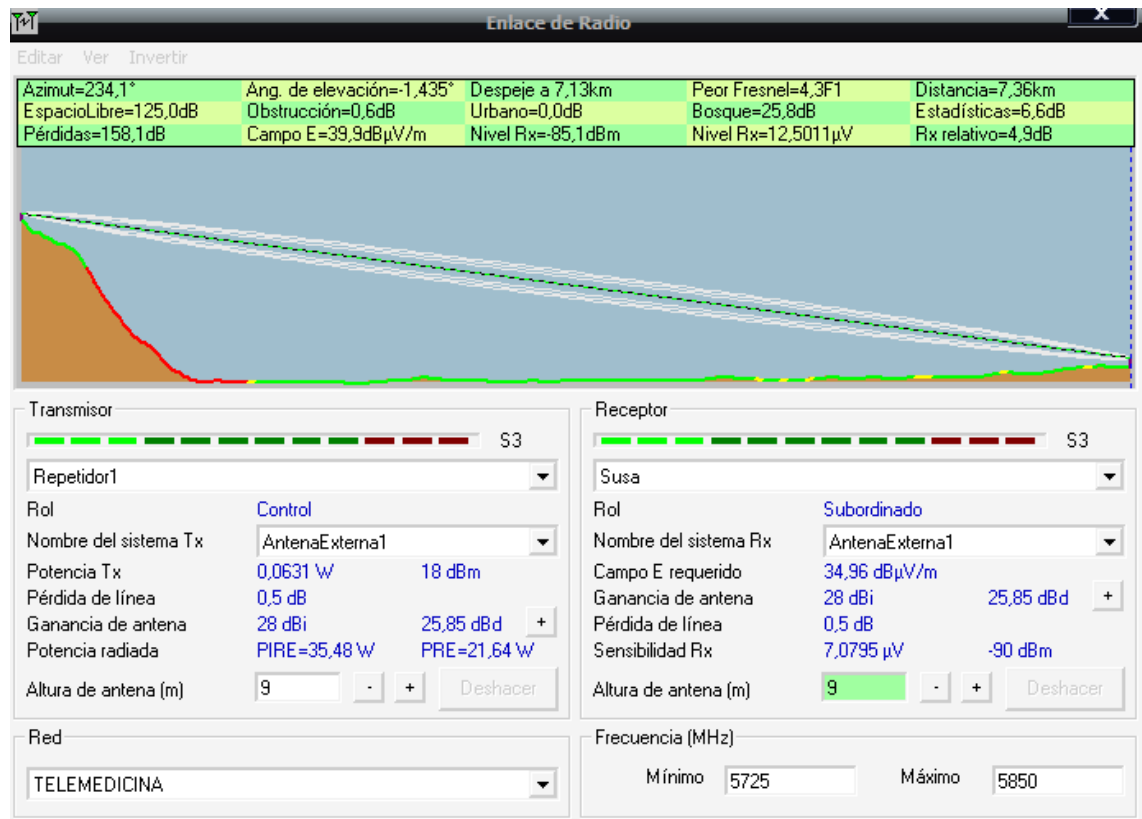 Enlace de Radio
X
Editar Ver Invertir
Azimut=234,1° Ang. de elevación=-1,435° Despeje a 7,13km Peor Fresnel=4,3F1 Distancia=7,36km
EspacioLibre=125,0dB Obstrucción=0,6dB Urbano=0,0dB Bosque=25,8dB Estadísticas=6,6dB
Pérdidas=158,1dB Campo E=39,9dBµV/m Nivel Rx=-85,1dBm Nivel Rx=12,5011µV Rx relativo=4,9dB
Transmisor
S3
Repetidor1
Rol Control
Nombre del sistema Tx AntenaExterna1
Potencia Tx 0,0631 W 18 dBm
Pérdida de línea 0,5 dB
Ganancia de antena 28 dBi 25,85 dBd +
Potencia radiada PIRE=35,48 W PRE=21,64 W
Altura de antena (m) 9 - + Deshacer
Receptor
S3
Susa
Rol Subordinado
Nombre del sistema Rx AntenaExterna1
Campo E requerido 34,96 dBµV/m
Ganancia de antena 28 dBi 25,85 dBd +
Pérdida de línea 0,5 dB
Sensibilidad Rx 7,0795 µV -90 dBm
Altura de antena (m) 9 - + Deshacer
Red
TELEMEDICINA
Frecuencia (MHz)
Mínimo 5725 Máximo 5850